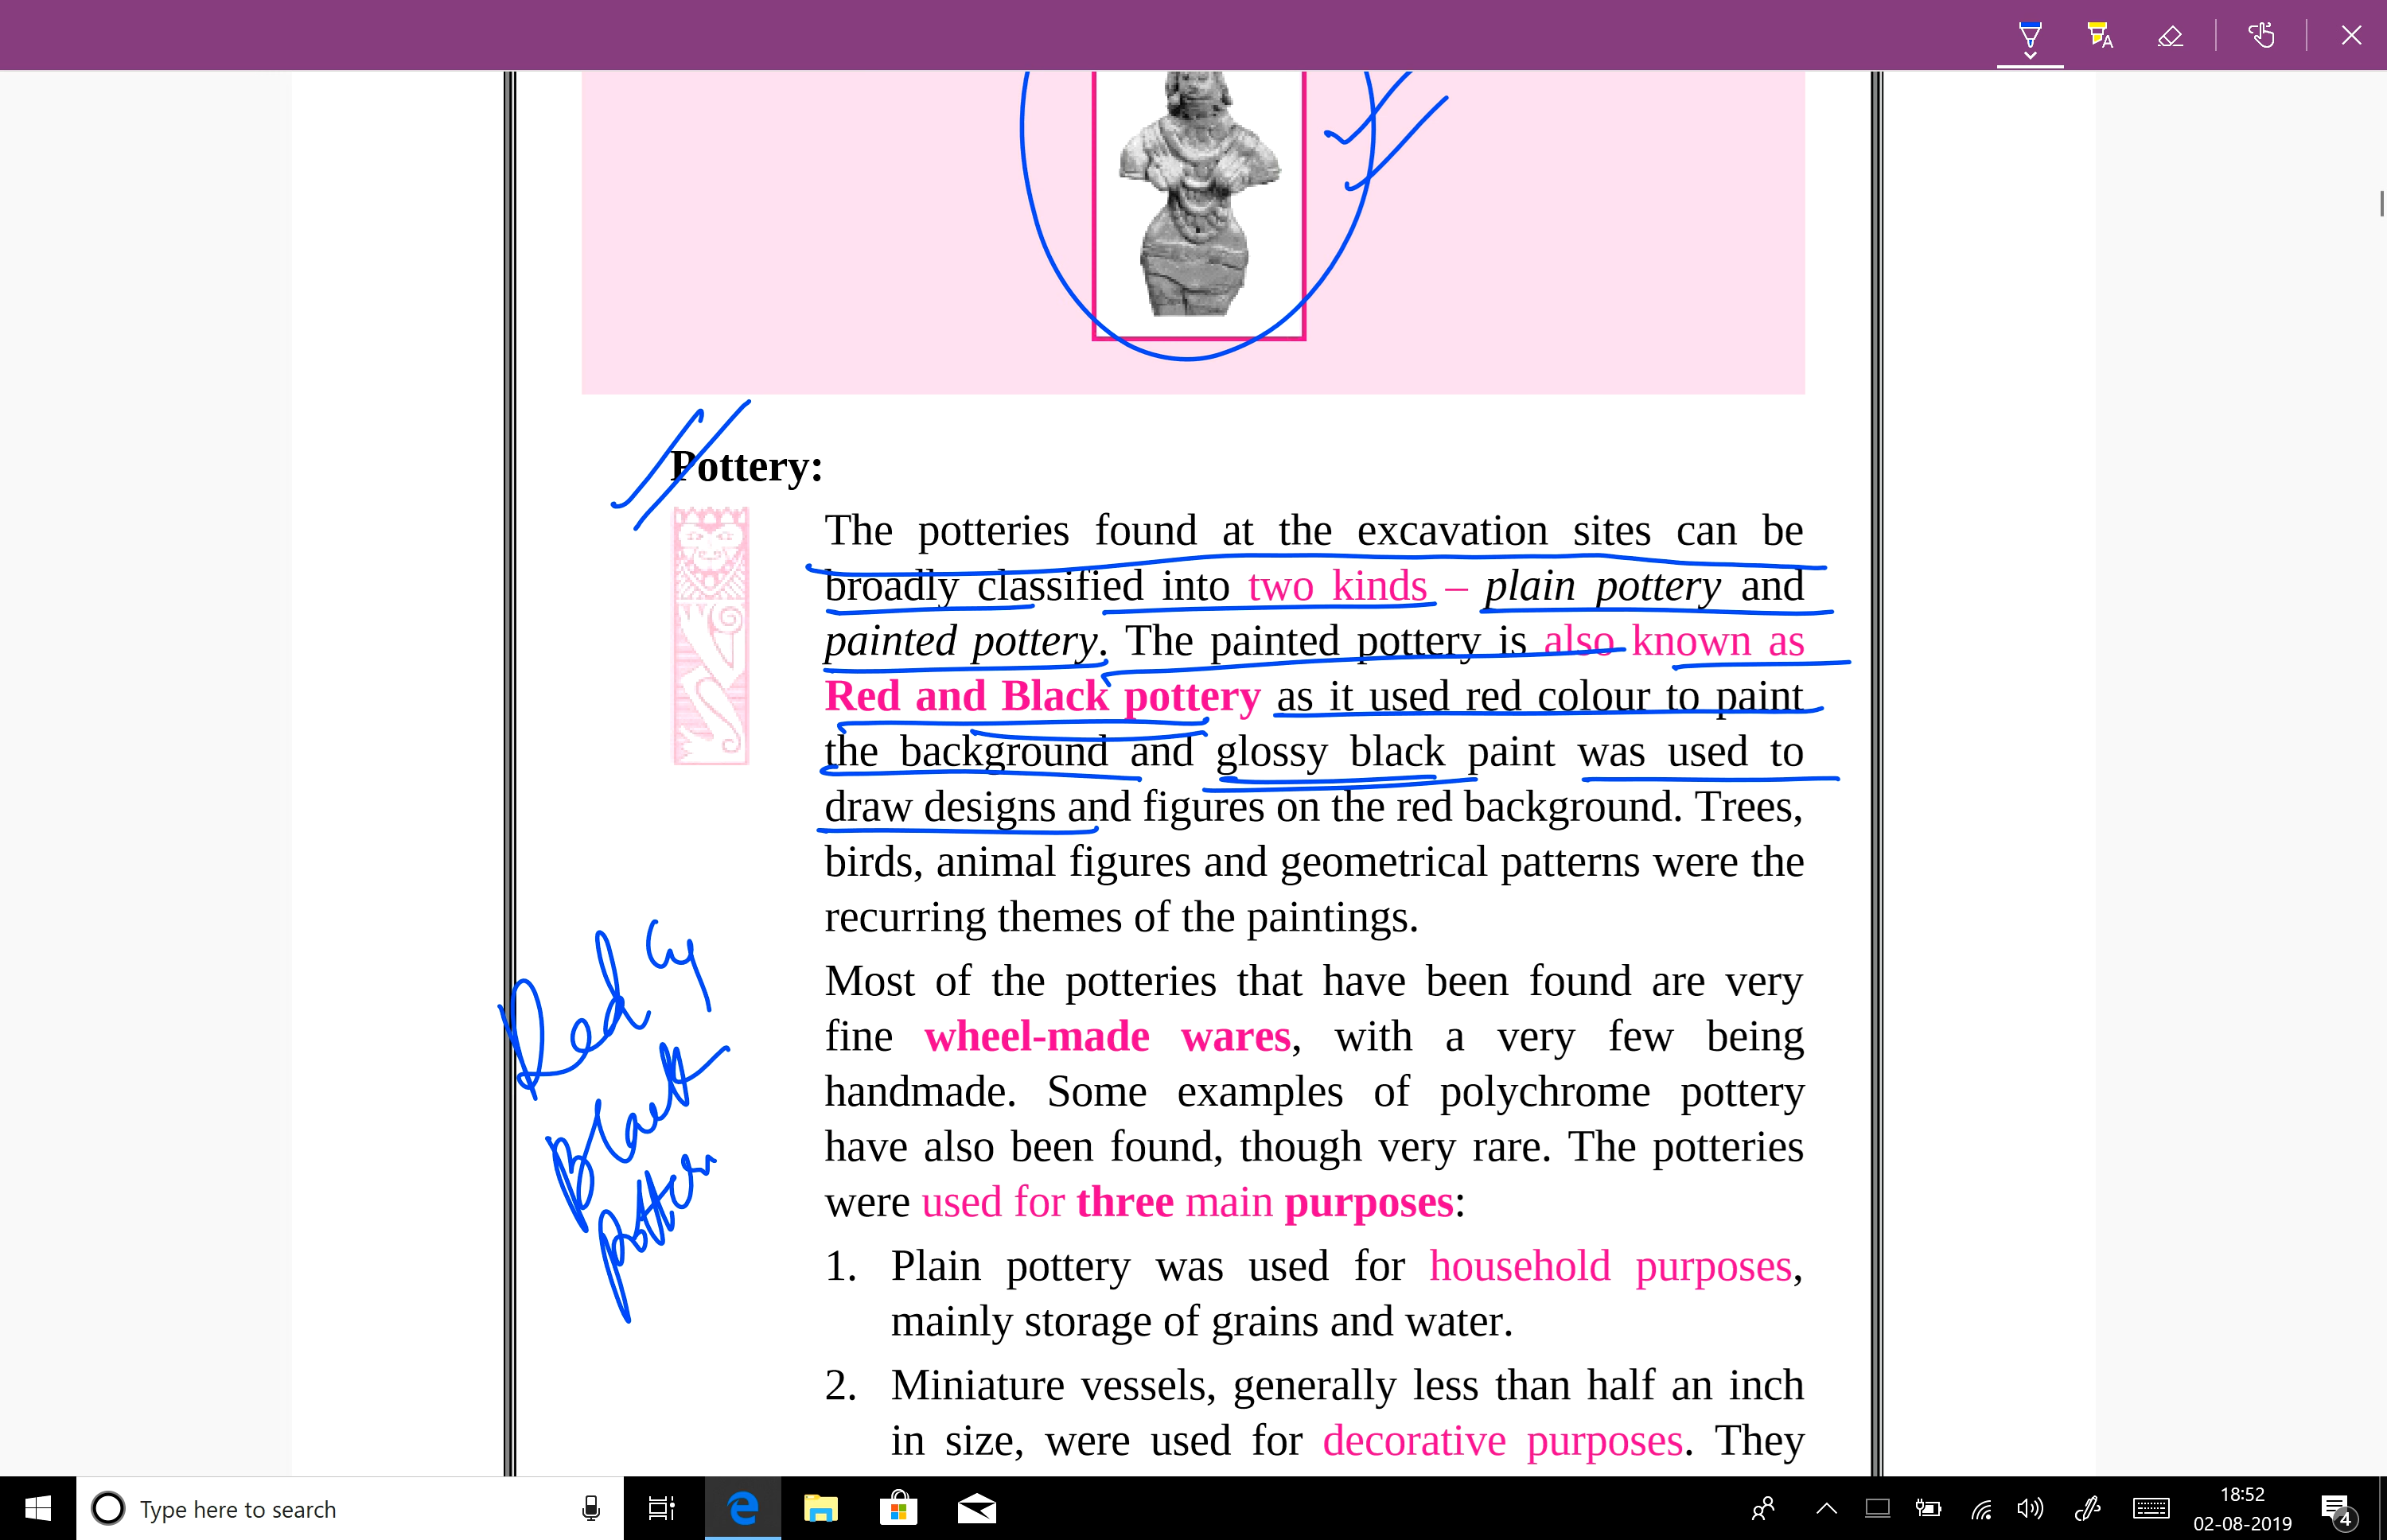 Pottery:
The potteries found at the excavation sites can be
broadly classified into two kinds – plain pottery and
painted pottery. The painted pottery is also known as
Red and Black pottery as it used red colour to paint
the background and glossy black paint was used to
draw designs and figures on the red background. Trees,
birds, animal figures and geometrical patterns were the
recurring themes of the paintings.
Red &
Black
Most of the potteries that have been found are very
fine wheel-made wares, with a very few being
handmade. Some examples of polychrome pottery
have also been found, though very rare. The potteries
were used for three main purposes:
1. Plain pottery was used for household purposes,
mainly storage of grains and water.
2. Miniature vessels, generally less than half an inch
in size, were used for decorative purposes. They
Type here to search
18:52
02-08-2019
4